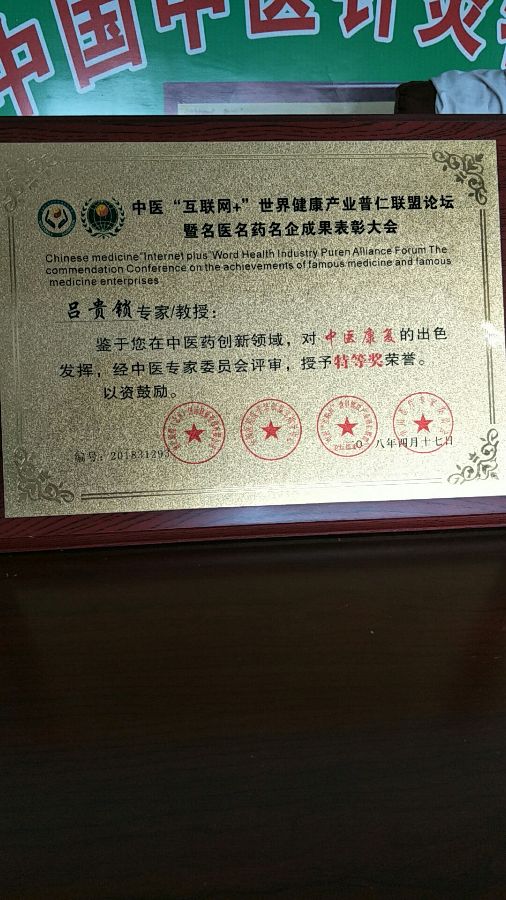 中国中医针灸
中医“互联网+”世界健康产业普仁联盟论坛
暨名医名药名企成果表彰大会
Chinese medicine"Internet plus"Word Health Industry Puren Alliance Forum The
commendation Conference on the achievements of famous medicine and famous
medicine enterprises
吕贵锁专家/教授：
鉴于您在中医药创新领域，对中医康复的出色
发挥，经中医专家委员会评审，授予特等奖荣誉。
以资鼓励。
编号：201831295
八年四月十七日